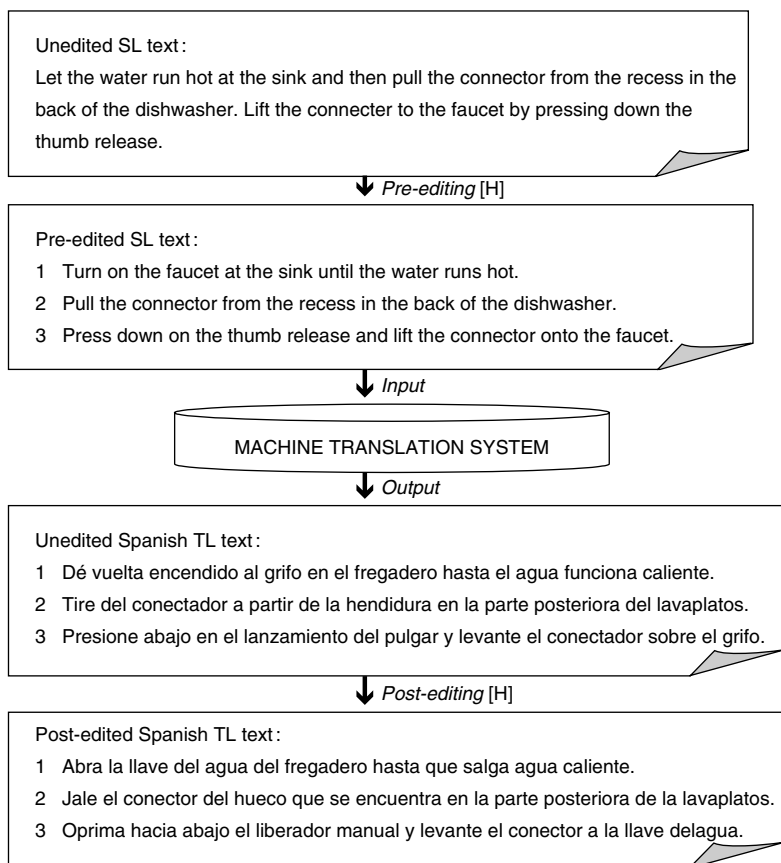 Unedited SL text:
Let the water run hot at the sink and then pull the connector from the recess in the
back of the dishwasher. Lift the connecter to the faucet by pressing down the
thumb release.
Pre-editing [H]
Pre-edited SL text:
1 Turn on the faucet at the sink until the water runs hot.
2 Pull the connector from the recess in the back of the dishwasher.
3 Press down on the thumb release and lift the connector onto the faucet.
Input
MACHINE TRANSLATION SYSTEM
Output
Unedited Spanish TL text:
1 Dé vuelta encendido al grifo en el fregadero hasta el agua funciona caliente.
2 Tire del conectador a partir de la hendidura en la parte posteriora del lavaplatos.
3 Presione abajo en el lanzamiento del pulgar y levante el conectador sobre el grifo.
Post-editing [H]
Post-edited Spanish TL text:
1 Abra la llave del agua del fregadero hasta que salga agua caliente.
2 Jale el conector del hueco que se encuentra en la parte posteriora de la lavaplatos.
3 Oprima hacia abajo el liberador manual y levante el conector a la llave delagua.